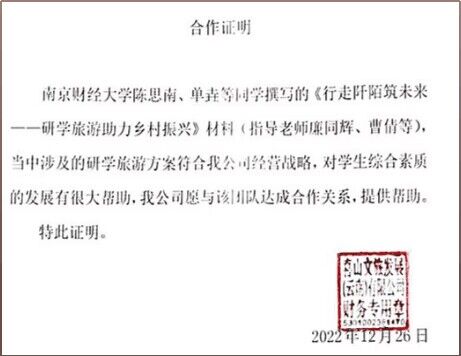 合作证明
南京财经大学陈思南、单垚等同学撰写的《行走阡陌筑未来
——研学旅游助力乡村振兴》材料(指导老师廉同辉、曹倩等),
当中涉及的研学旅游方案符合我公司经营战略,对学生综合素质
的发展有很大帮助,我公司愿与该团队达成合作关系,提供帮助。
特此证明。
山文旅发展
有限公司
财务专用章
2022年12月26日